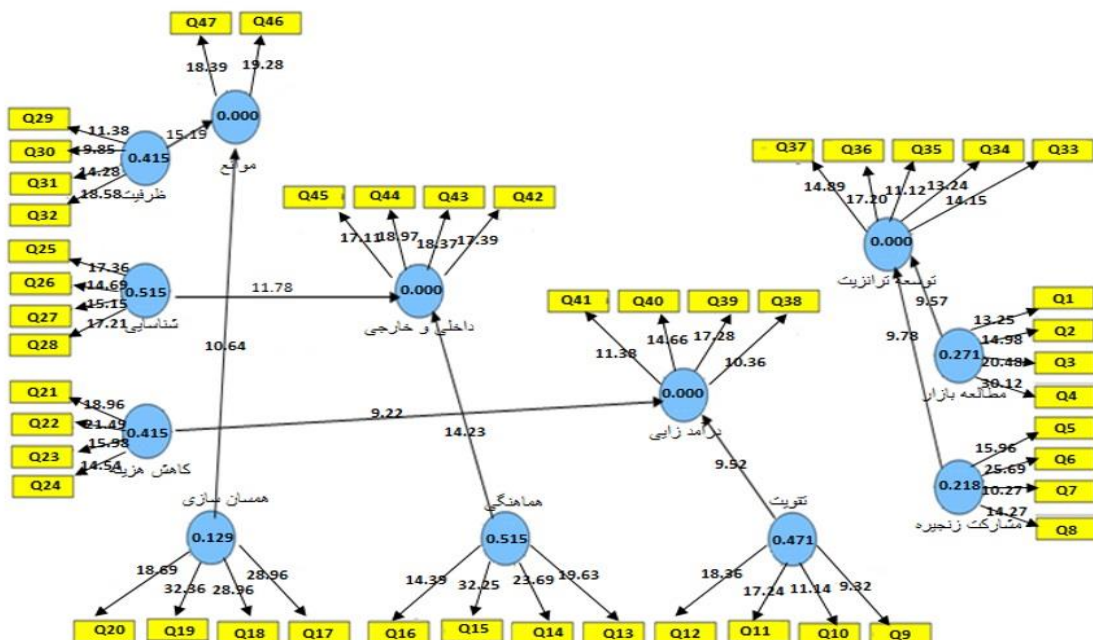 Q47 Q46
18.39 19.28
0.000
موانع
Q29
Q30
Q31
Q32
11.38
9.85
14.28
18.58
15.19
0.415
ظرفیت
Q37 Q36 Q35 Q34 Q33
14.89 17.20 11.12 13.24 14.15
0.000
توسعه ترانزیت
Q45 Q44 Q43 Q42
17.11 18.97 18.37 17.39
0.000
داخلی و خارجی
Q25
Q26
Q27
Q28
17.36
14.69
15.15
17.21
0.515
شناسایی
11.78
10.64
Q41 Q40 Q39 Q38
11.38 14.66 17.28 10.36
0.000
درآمد زایی
9.57
9.78
Q1
Q2
Q3
Q4
13.25
14.98
20.48
30.12
0.271
مطالعه بازار
Q21
Q22
Q23
Q24
18.96
21.49
15.98
14.54
0.415
کاهش هزینه
9.22
14.23
9.52
Q5
Q6
Q7
Q8
15.96
25.69
10.27
14.27
0.218
مشارکت زنجیره
همسان سازی
0.129
18.69 32.36 28.96 28.96
Q20 Q19 Q18 Q17
هماهنگی
0.515
14.39 32.25 23.69 19.63
Q16 Q15 Q14 Q13
تقویت
0.471
18.36 17.24 11.14 9.32
Q12 Q11 Q10 Q9